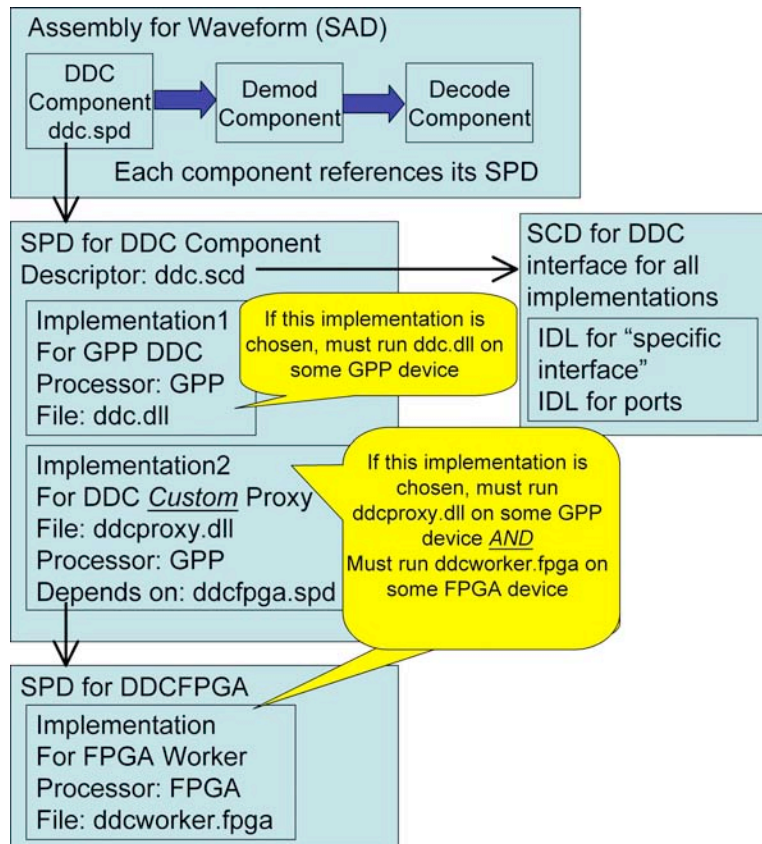 Assembly for Waveform (SAD)
DDC
Component
ddc.spd
Demod
Component
Decode
Component
Each component references its SPD
SPD for DDC Component
Descriptor: ddc.scd
Implementation1
For GPP DDC
Processor: GPP
File: ddc.dll
If this implementation is
chosen, must run ddc.dll on
some GPP device
SCD for DDC
interface for all
implementations
IDL for “specific
interface”
IDL for ports
Implementation2
For DDC Custom Proxy
File: ddcproxy.dll
Processor: GPP
Depends on: ddcfpga.spd
If this implementation is
chosen, must run
ddcproxy.dll on some GPP
device AND
Must run ddcworker.fpga on
some FPGA device
SPD for DDCFPGA
Implementation
For FPGA Worker
Processor: FPGA
File: ddcworker.fpga